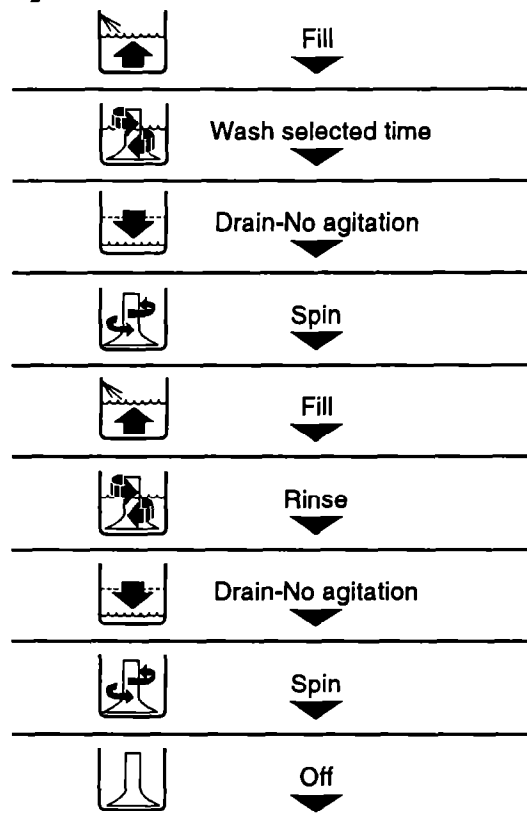 Fill
Wash selected time
Drain-No agitation
Spin
Fill
Rinse
Drain-No agitation
Spin
Off